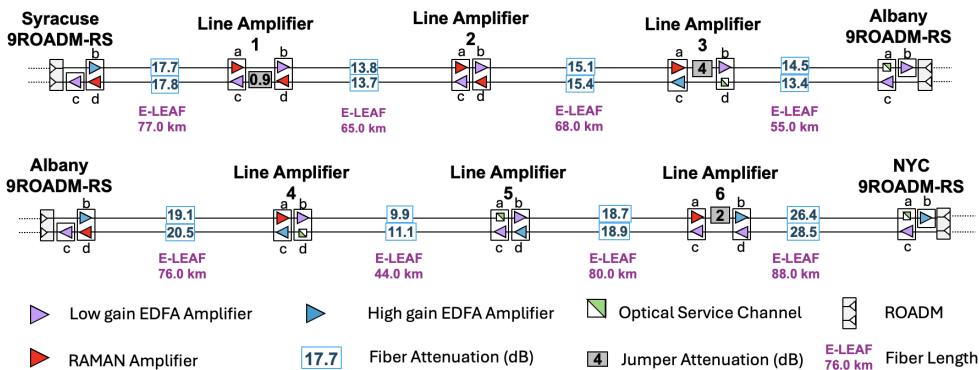 Syracuse
9ROADM-RS
Line Amplifier
1
Line Amplifier
2
Line Amplifier
3
Albany
9ROADM-RS
b
a
b
a
b
a
b
a
b
17.7
17.8
0.9
13.8
13.7
15.1
15.4
4
14.5
13.4
c
d
c
d
c
d
c
d
c
E-LEAF
77.0 km
E-LEAF
65.0 km
E-LEAF
68.0 km
E-LEAF
55.0 km
Albany
9ROADM-RS
Line Amplifier
4
Line Amplifier
5
Line Amplifier
6
NYC
9ROADM-RS
b
a
b
a
b
a
b
a
b
19.1
20.5
9.9
11.1
18.7
18.9
2
26.4
28.5
c
d
c
d
c
d
c
d
c
E-LEAF
76.0 km
E-LEAF
44.0 km
E-LEAF
80.0 km
E-LEAF
88.0 km
Low gain EDFA Amplifier
High gain EDFA Amplifier
Optical Service Channel
ROADM
RAMAN Amplifier
17.7
Fiber Attenuation (dB)
4
Jumper Attenuation (dB)
E-LEAF
76.0 km
Fiber Length